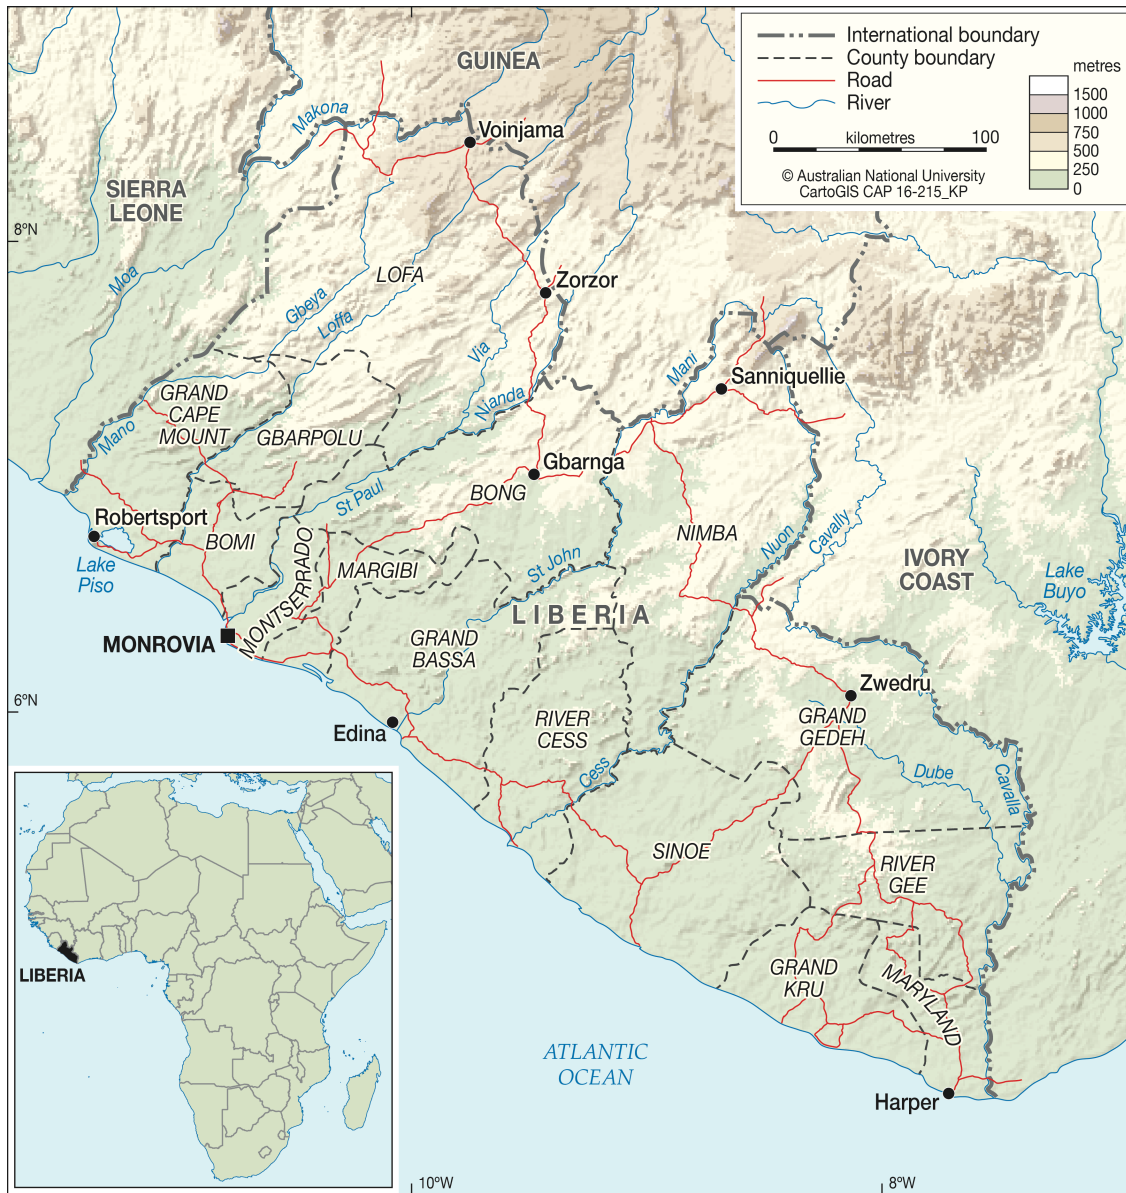 GUINEA
International boundary
County boundary
Road
River
metres
1500
1000
750
500
250
0
0 kilometres 100
© Australian National University
CartoGIS CAP 16-215_KP
Makona
Voinjama
SIERRA
LEONE
8°N
Moa
LOFA
Zorzor
Gbeya
Loffa
Via
Mani
Sanniquellie
Nianda
GRAND
CAPE
MOUNT
Mano
GBARPOLU
Gbarnga
BONG
St Paul
Robertsport
BOMI
Lake
Piso
MONTSERRADO
MARGIBI
St John
NIMBA
Nuon
Cavally
IVORY
COAST
Lake
Buyo
LIBERIA
MONROVIA
GRAND
BASSA
6°N
Edina
RIVER
CESS
Zwedru
GRAND
GEDEH
Cess
Dube
Cavalla
SINOE
RIVER
GEE
GRAND
KRU
MARYLAND
LIBERIA
ATLANTIC
OCEAN
Harper
10°W
8°W